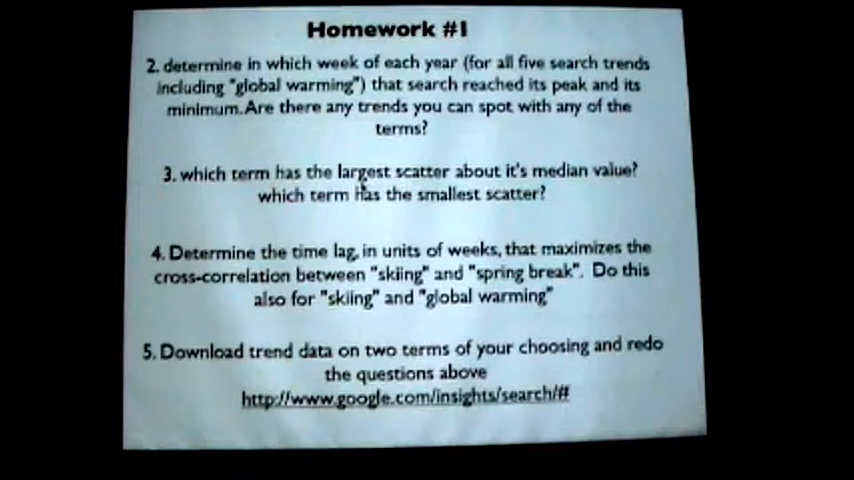 Homework #1
2. determine in which week of each year (for all five search trends
including "global warming") that search reached its peak and its
minimum. Are there any trends you can spot with any of the
terms?
3. which term has the largest scatter about it's median value?
which term has the smallest scatter?
4. Determine the time lag, in units of weeks, that maximizes the
cross-correlation between "skiing" and "spring break". Do this
also for "skiing" and "global warming"
5. Download trend data on two terms of your choosing and redo
the questions above
http://www.google.com/insights/search/#